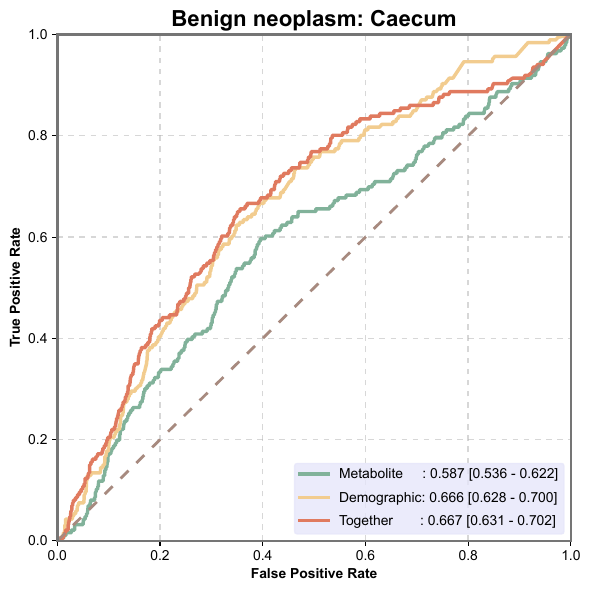 Benign neoplasm: Caecum
1.0
0.8
0.6
0.4
0.2
0.0
True Positive Rate
Metabolite : 0.587 [0.536 - 0.622]
Demographic: 0.666 [0.628 - 0.700]
Together : 0.667 [0.631 - 0.702]
0.0 0.2 0.4 0.6 0.8 1.0
False Positive Rate